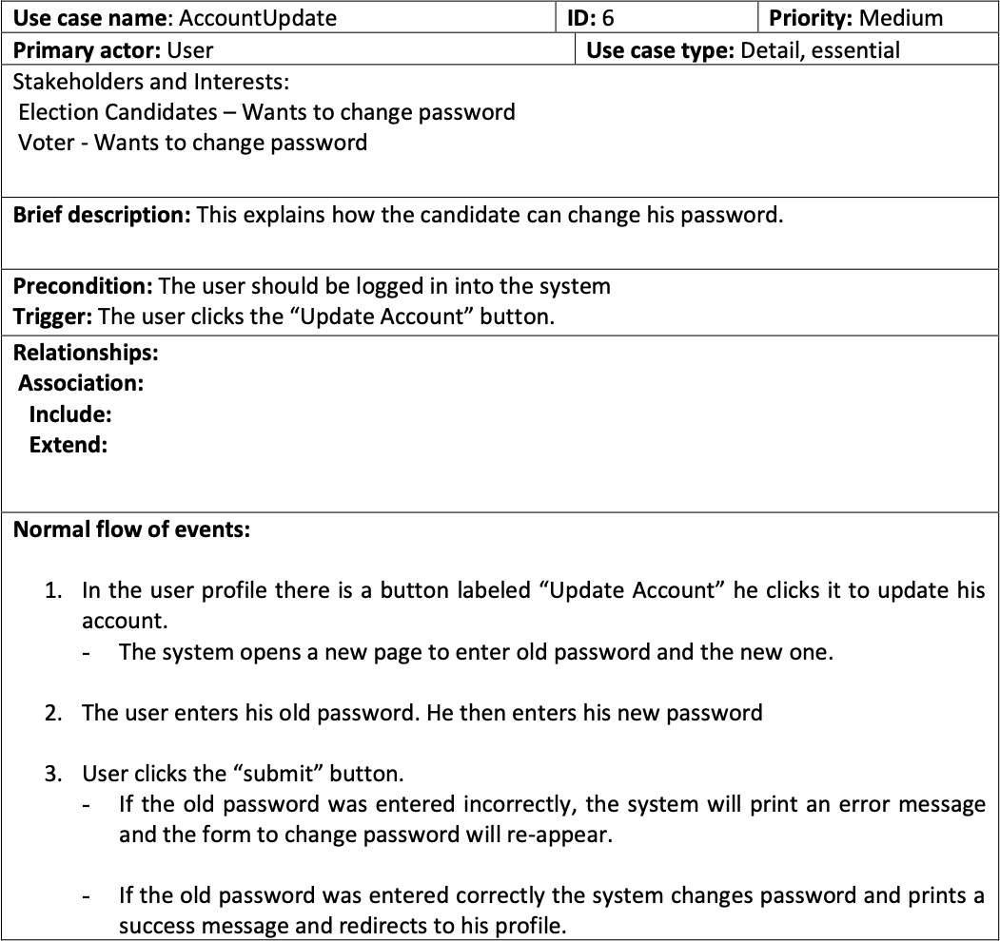 Use case name: AccountUpdate ID: 6 Priority: Medium
Primary actor: User Use case type: Detail, essential
Stakeholders and Interests:
Election Candidates – Wants to change password
Voter - Wants to change password
Brief description: This explains how the candidate can change his password.
Precondition: The user should be logged in into the system
Trigger: The user clicks the “Update Account” button.
Relationships:
Association:
Include:
Extend:
Normal flow of events:
1. In the user profile there is a button labeled “Update Account” he clicks it to update his
account.
- The system opens a new page to enter old password and the new one.
2. The user enters his old password. He then enters his new password
3. User clicks the “submit” button.
- If the old password was entered incorrectly, the system will print an error message
and the form to change password will re-appear.
- If the old password was entered correctly the system changes password and prints a
success message and redirects to his profile.